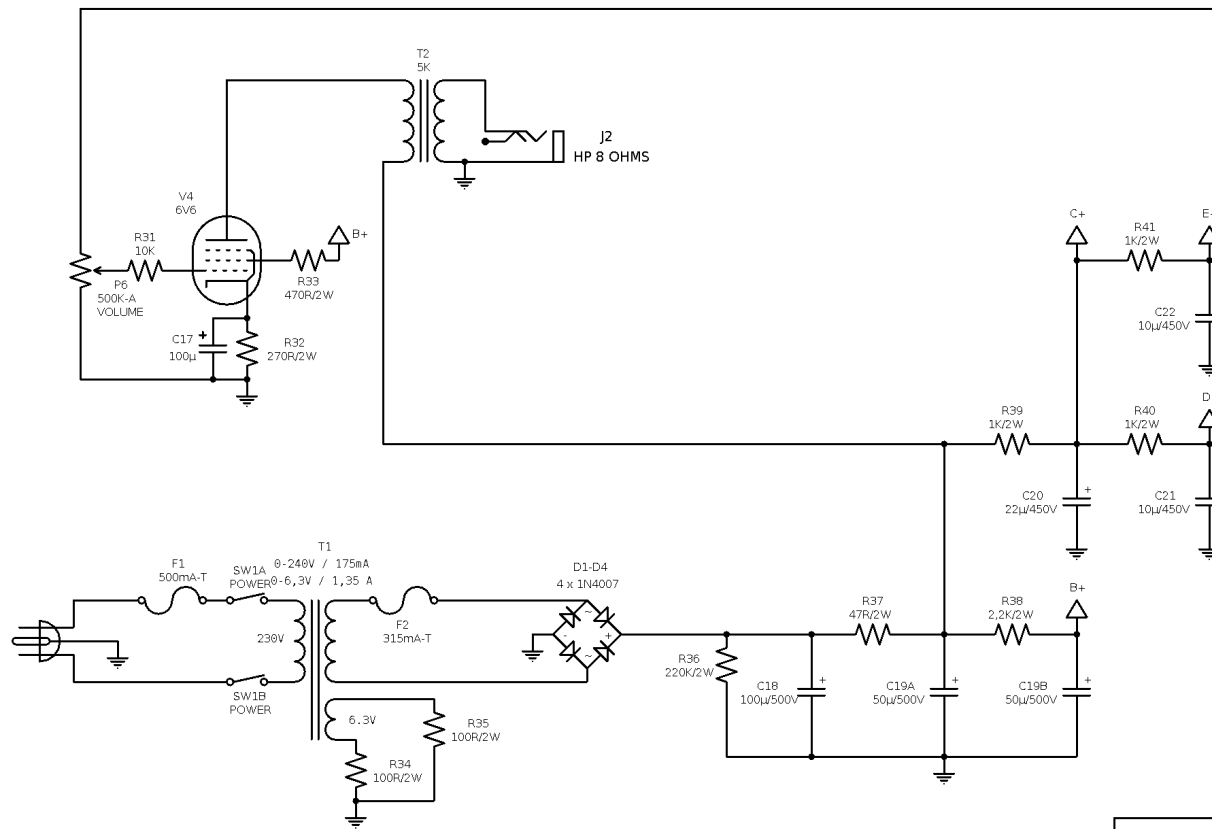 T2
5K
J2
HP 8 OHMS
V4
6V6
B+
R31
10K
R33
470R/2W
P6
500K-A
VOLUME
C17
+
100µ
R32
270R/2W
C+
R41
1K/2W
E+
C22
10µ/450V
R39
1K/2W
R40
1K/2W
D
C20
22µ/450V
+
C21
10µ/450V
F1
500mA-T
SW1A
POWER
T1
0-240V / 175mA
0-6,3V / 1,35 A
D1-D4
4 x 1N4007
230V
F2
315mA-T
~
-
+
~
SW1B
POWER
6.3V
R35
100R/2W
R34
100R/2W
R36
220K/2W
C18
100µ/500V
+
R37
47R/2W
C19A
50µ/500V
+
R38
2,2K/2W
B+
C19B
50µ/500V
+